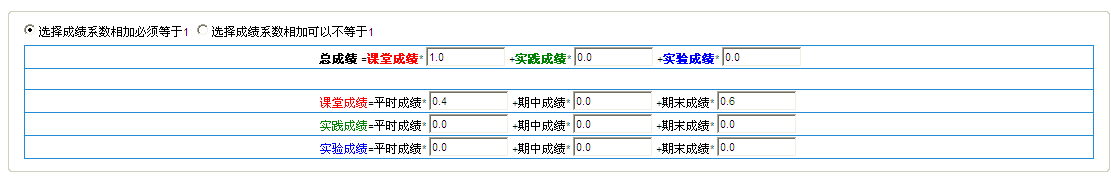 选择成绩系数相加必须等于1 选择成绩系数相加可以不等于1
总成绩 =课堂成绩* 1.0 +实践成绩* 0.0 +实验成绩* 0.0
课堂成绩=平时成绩* 0.4 +期中成绩* 0.0 +期末成绩* 0.6
实践成绩=平时成绩* 0.0 +期中成绩* 0.0 +期末成绩* 0.0
实验成绩=平时成绩* 0.0 +期中成绩* 0.0 +期末成绩* 0.0